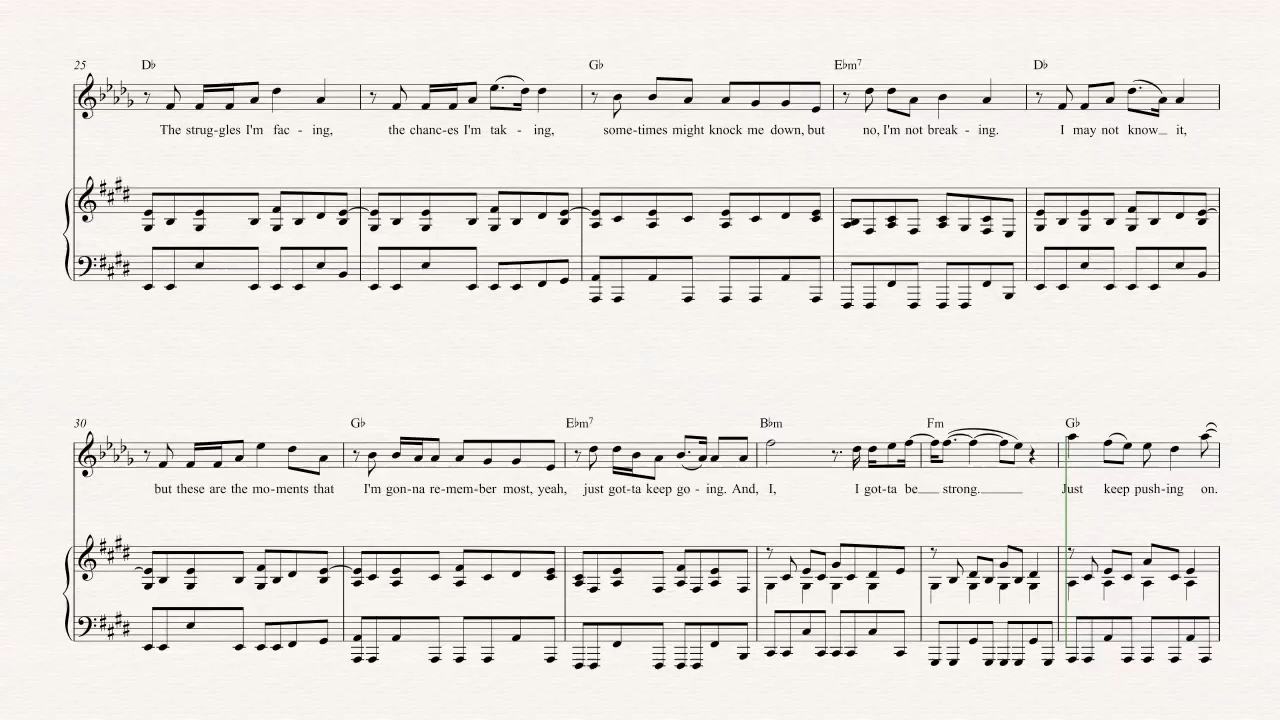 25 D♭ G♭ E♭m7 D♭
The strug-gles I'm fac - ing, the chanc-es I'm tak - ing, some-times might knock me down, but no, I'm not break - ing. I may not know_ it,
30 G♭ E♭m7 B♭m Fm G♭
but these are the mo-ments that I'm gon-na re-mem-ber most, yeah, just got-ta keep go - ing. And, I, I got-ta be__ strong.____ Just keep push-ing on.